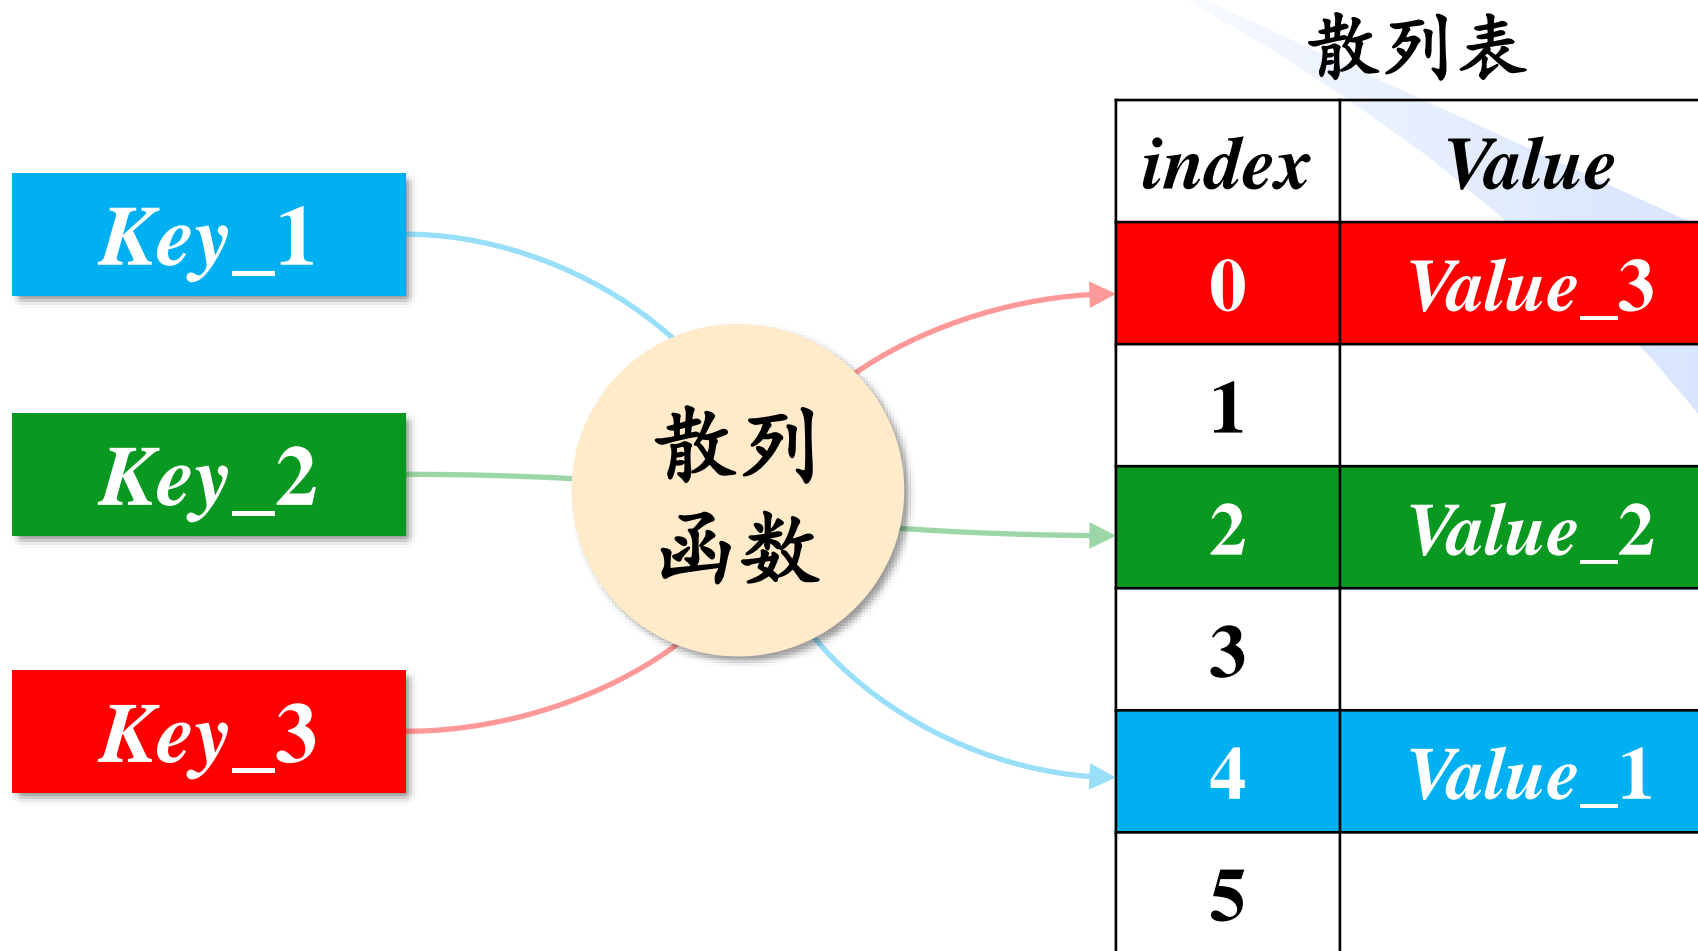 散列表
index Value
Key_1
0 Value_3
1
散列
函数
Key_2
2 Value_2
3
Key_3
4 Value_1
5